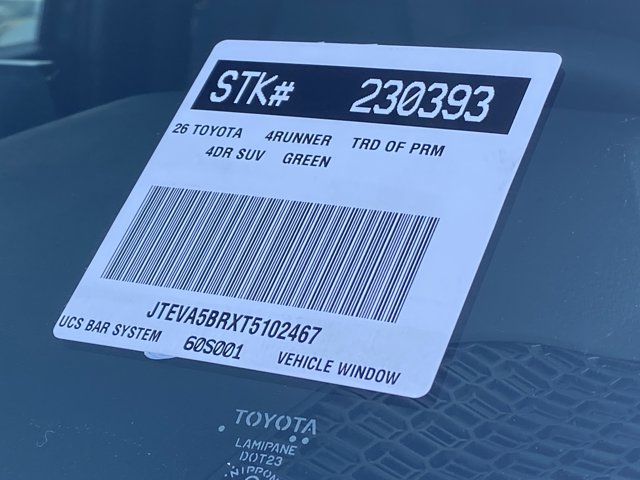 STK# 230393
26 TOYOTA 4RUNNER TRD OF PRM
4DR SUV GREEN
JTEVA5BRXT5102467
UCS BAR SYSTEM 60S001 VEHICLE WINDOW
TOYOTA
LAMIPANE
DOT23
NIPPON